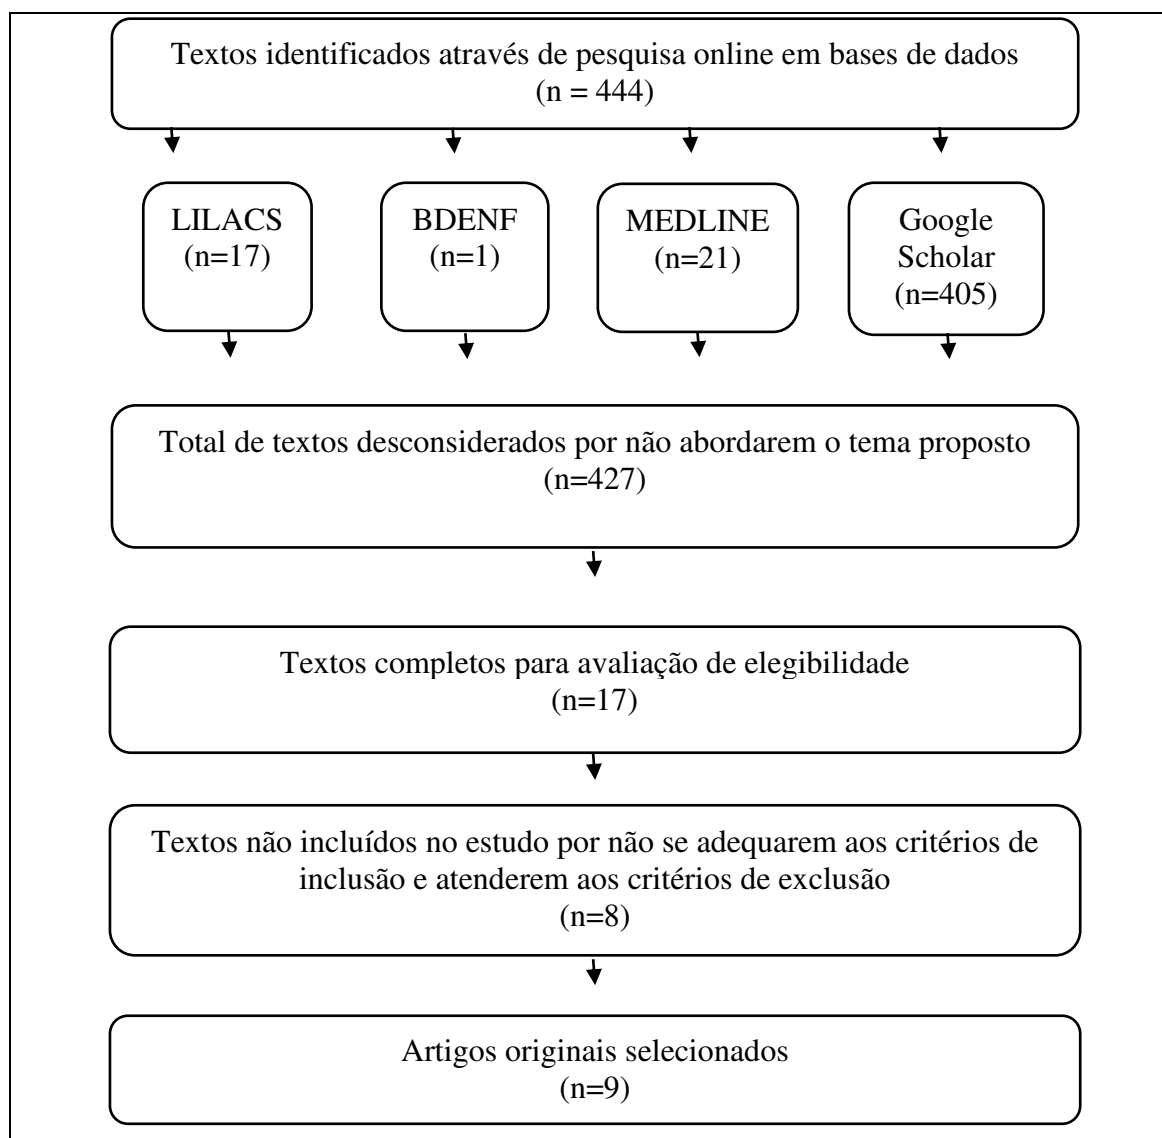 Textos identificados através de pesquisa online em bases de dados
(n = 444)
LILACS
(n=17)
BDENF
(n=1)
MEDLINE
(n=21)
Google
Scholar
(n=405)
Total de textos desconsiderados por não abordarem o tema proposto
(n=427)
Textos completos para avaliação de elegibilidade
(n=17)
Textos não incluídos no estudo por não se adequarem aos critérios de
inclusão e atenderem aos critérios de exclusão
(n=8)
Artigos originais selecionados
(n=9)